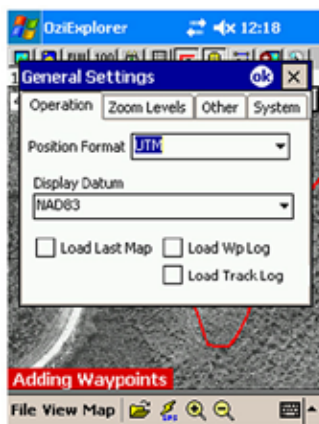 OziExplorer 12:18
General Settings ok
Operation Zoom Levels Other System
Position Format UTM
Display Datum
NAD83
Load Last Map Load Wp Log
Load Track Log
Adding Waypoints
File View Map GPS